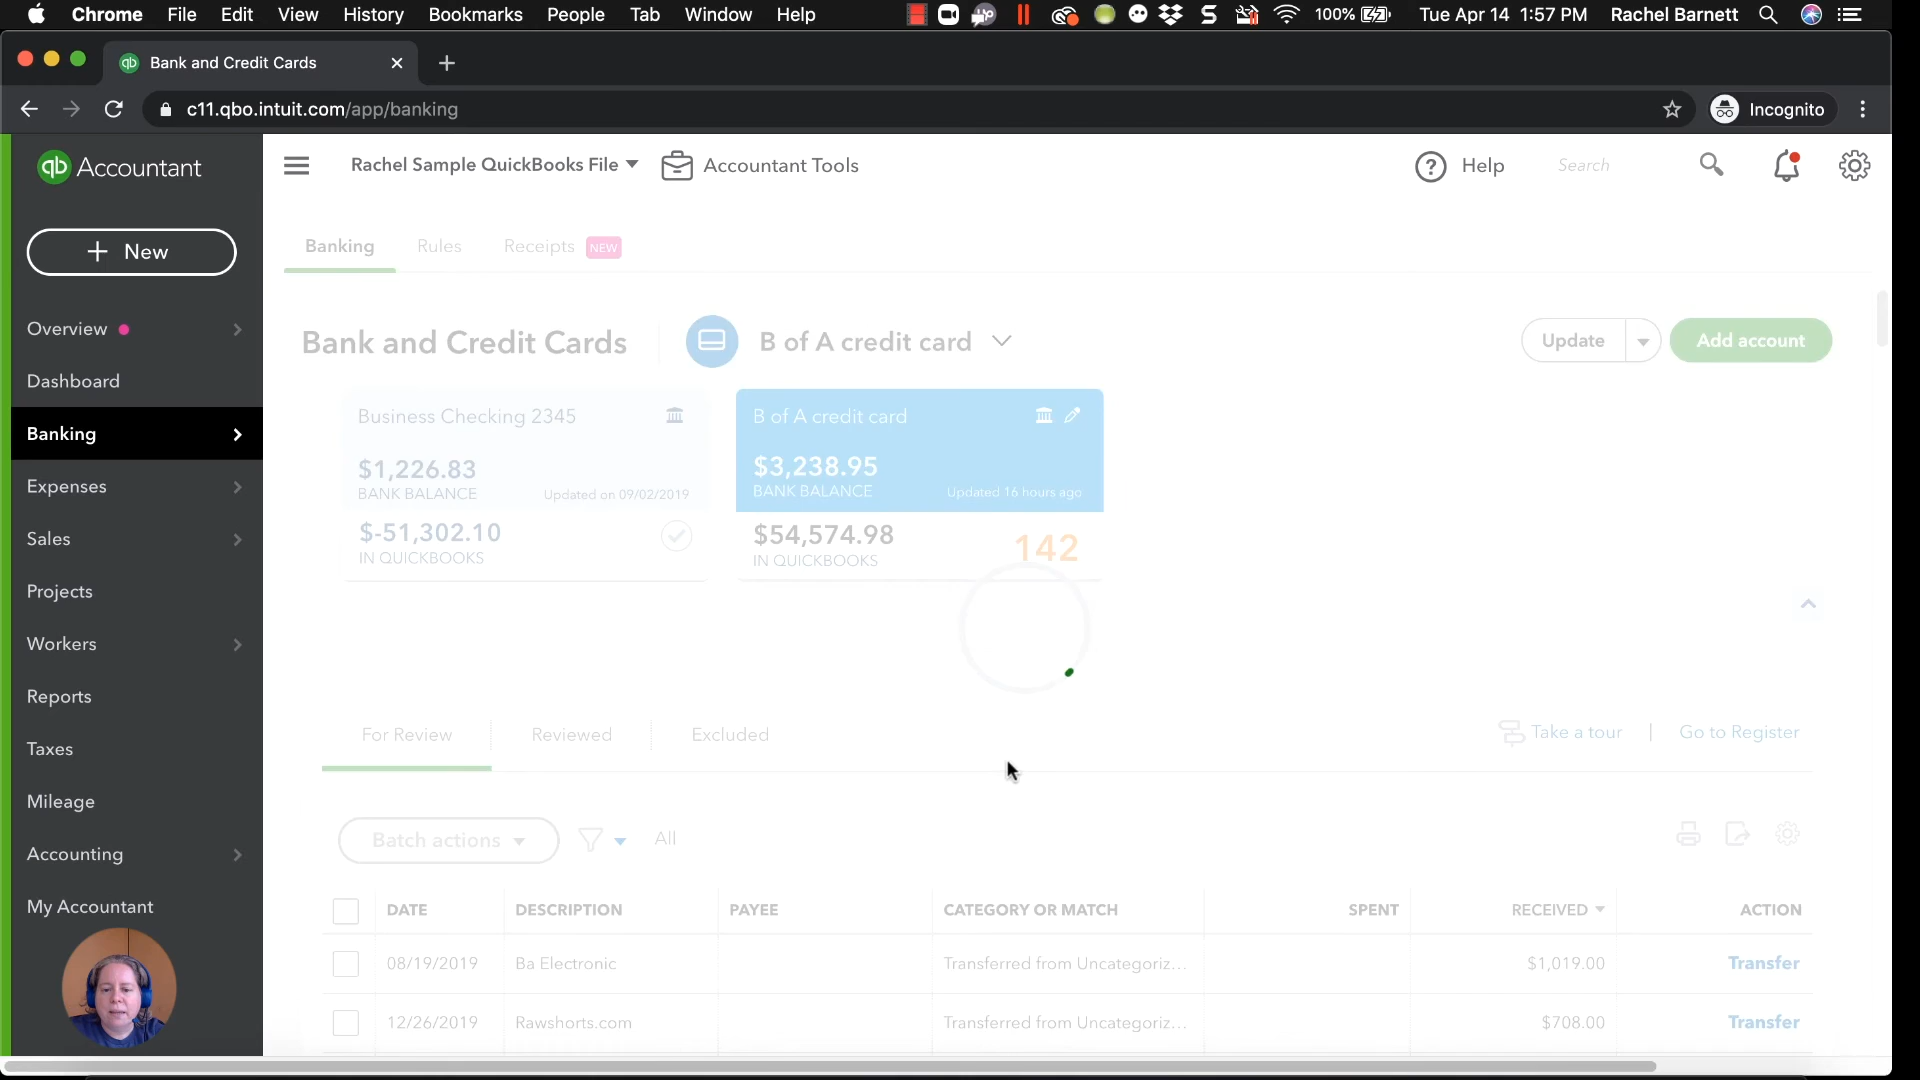 Chrome File Edit View History Bookmarks People Tab Window Help 100% Tue Apr 14 1:57 PM Rachel Barnett
Bank and Credit Cards
c11.qbo.intuit.com/app/banking Incognito
qb Accountant
Rachel Sample QuickBooks File Accountant Tools ? Help Search
+ New
Banking Rules Receipts NEW
Overview
Dashboard
Banking
Expenses
Sales
Projects
Workers
Reports
Taxes
Mileage
Accounting
My Accountant
Bank and Credit Cards B of A credit card Update Add account
Business Checking 2345
$1,226.83
BANK BALANCE Updated on 09/02/2019
$-51,302.10
IN QUICKBOOKS
B of A credit card
$3,238.95
BANK BALANCE Updated 16 hours ago
$54,574.98
IN QUICKBOOKS
142
For Review Reviewed Excluded Take a tour | Go to Register
Batch actions All
DATE DESCRIPTION PAYEE CATEGORY OR MATCH SPENT RECEIVED ACTION
08/19/2019 Ba Electronic Transferred from Uncategoriz... $1,019.00 Transfer
12/26/2019 Rawshorts.com Transferred from Uncategoriz... $708.00 Transfer